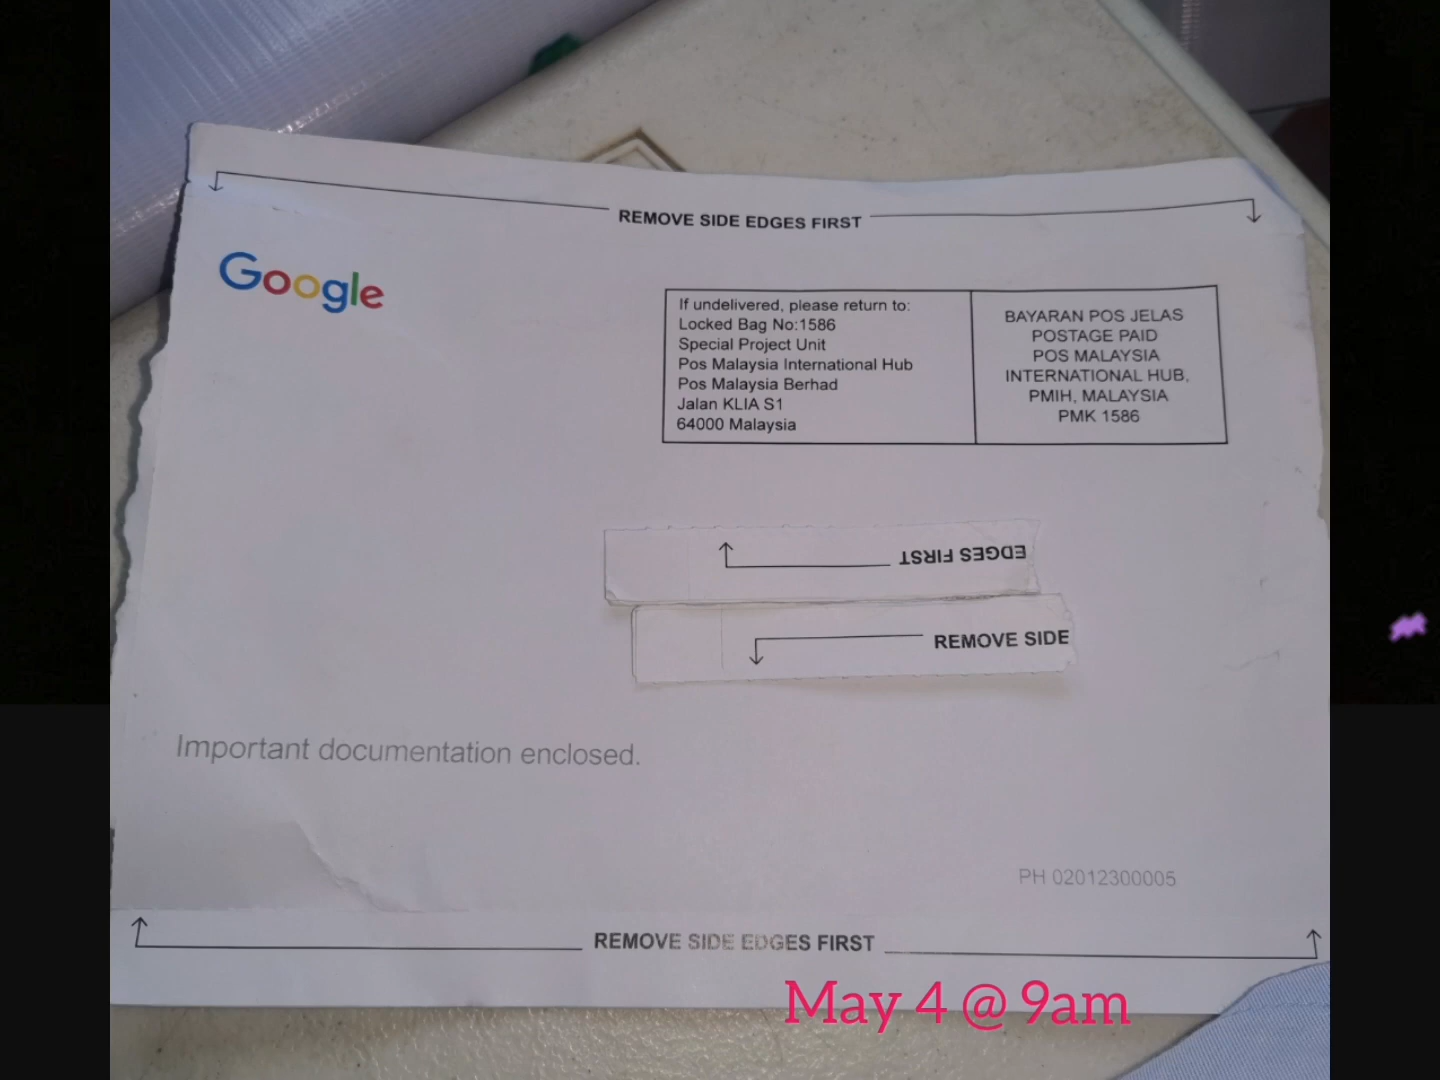 REMOVE SIDE EDGES FIRST
Google
If undelivered, please return to:
Locked Bag No:1586
Special Project Unit
Pos Malaysia International Hub
Pos Malaysia Berhad
Jalan KLIA S1
64000 Malaysia
BAYARAN POS JELAS
POSTAGE PAID
POS MALAYSIA
INTERNATIONAL HUB,
PMIH, MALAYSIA
PMK 1586
EDGES FIRST
REMOVE SIDE
Important documentation enclosed.
PH 02012300005
REMOVE SIDE EDGES FIRST
May 4 @ 9am